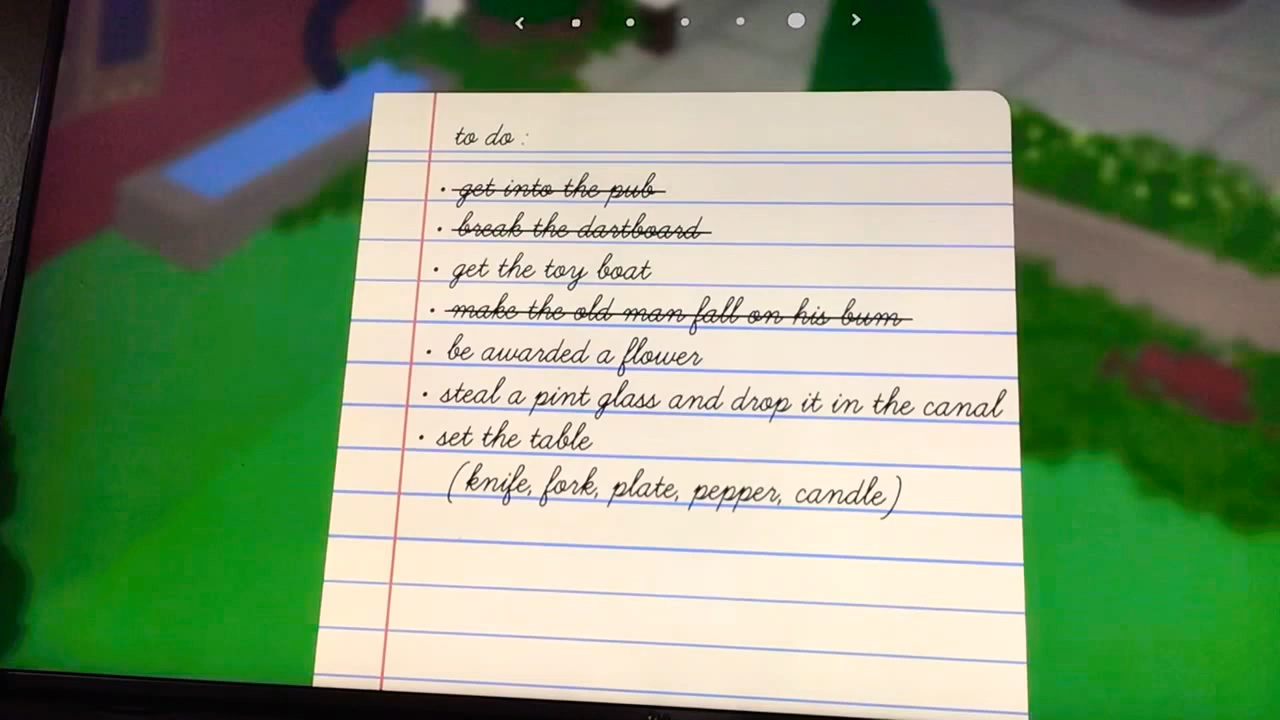 to do :
• get into the pub
• break the dartboard
• get the toy boat
• make the old man fall on his bum
• be awarded a flower
• steal a pint glass and drop it in the canal
• set the table
(knife, fork, plate, pepper, candle)